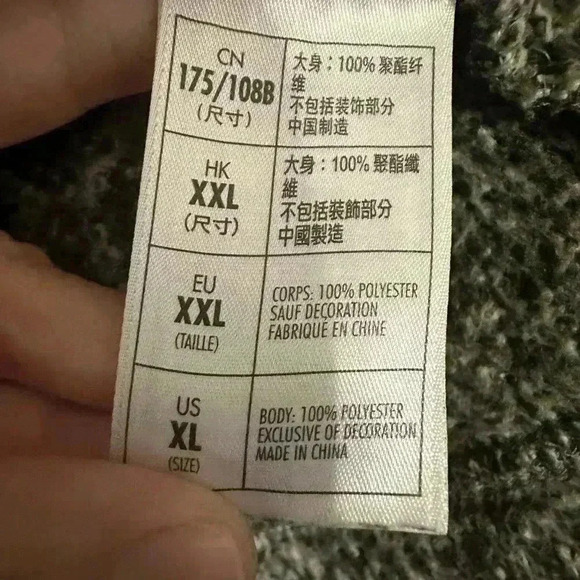 CN
175/108B
(尺寸)
大身：100% 聚酯纤
维
不包括装饰部分
中国制造
HK
XXL
(尺寸)
大身：100% 聚酯纖
維
不包括裝飾部分
中國製造
EU
XXL
(TAILLE)
CORPS: 100% POLYESTER
SAUF DECORATION
FABRIQUE EN CHINE
US
XL
(SIZE)
BODY: 100% POLYESTER
EXCLUSIVE OF DECORATION
MADE IN CHINA